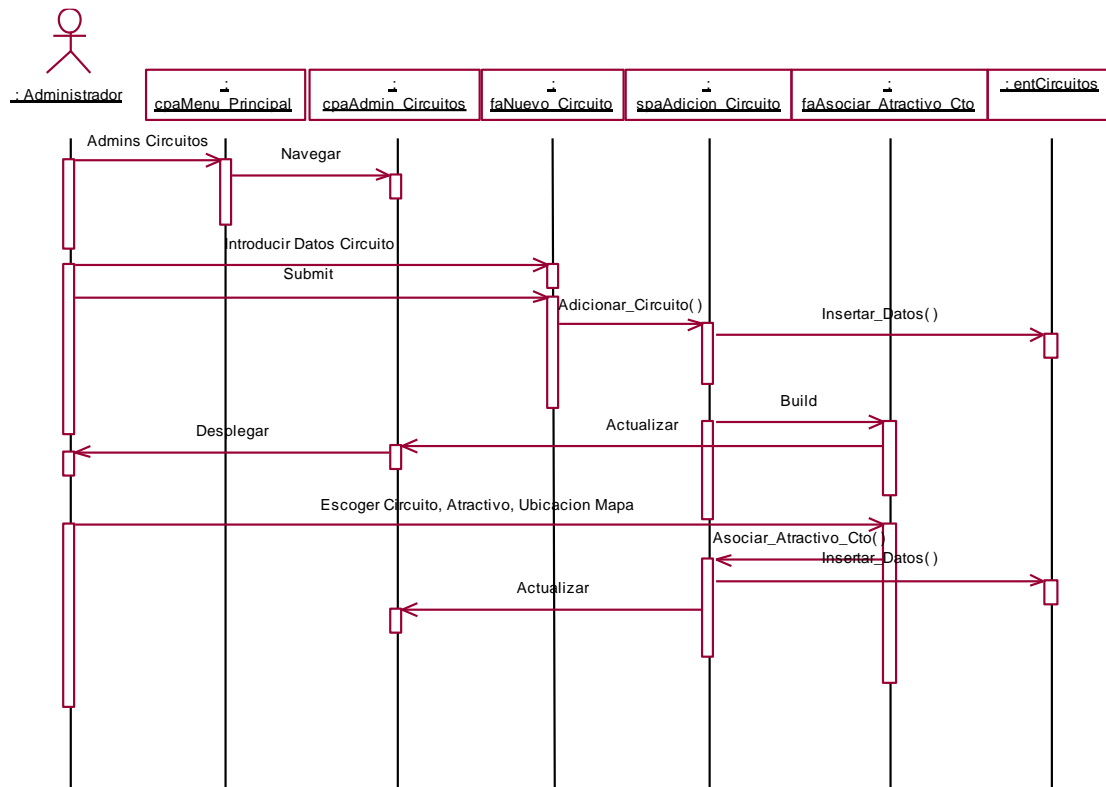 : Administrador
:
cpaMenu_Principal
:
cpaAdmin_Circuitos
:
faNuevo_Circuito
:
spaAdicion_Circuito
:
faAsociar_Atractivo_Cto
: entCircuitos
Admins Circuitos
Navegar
Introducir Datos Circuito
Submit
Adicionar_Circuito( )
Insertar_Datos( )
Build
Actualizar
Desplegar
Escoger Circuito, Atractivo, Ubicacion Mapa
Asociar_Atractivo_Cto( )
Insertar_Datos( )
Actualizar